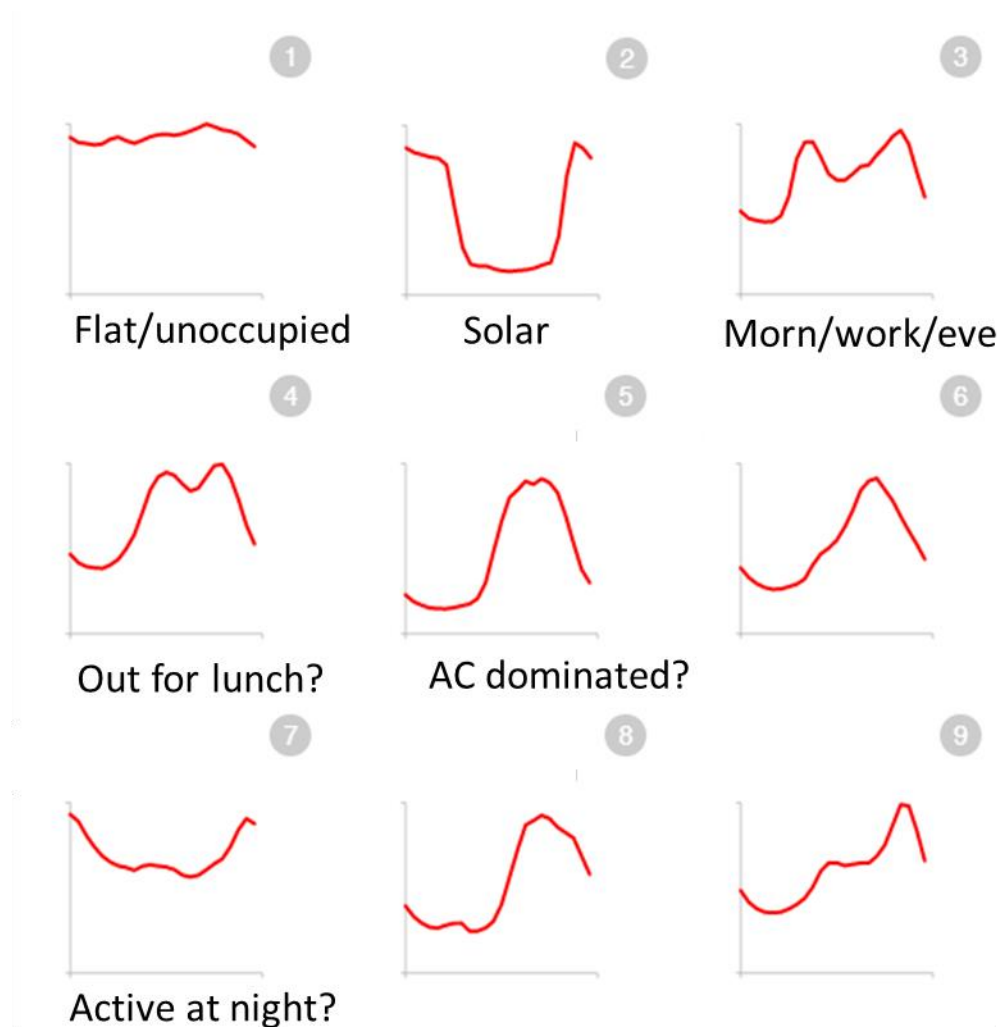 1
2
3
Flat/unoccupied
Solar
Morn/work/eve
4
5
6
Out for lunch?
AC dominated?
7
8
9
Active at night?